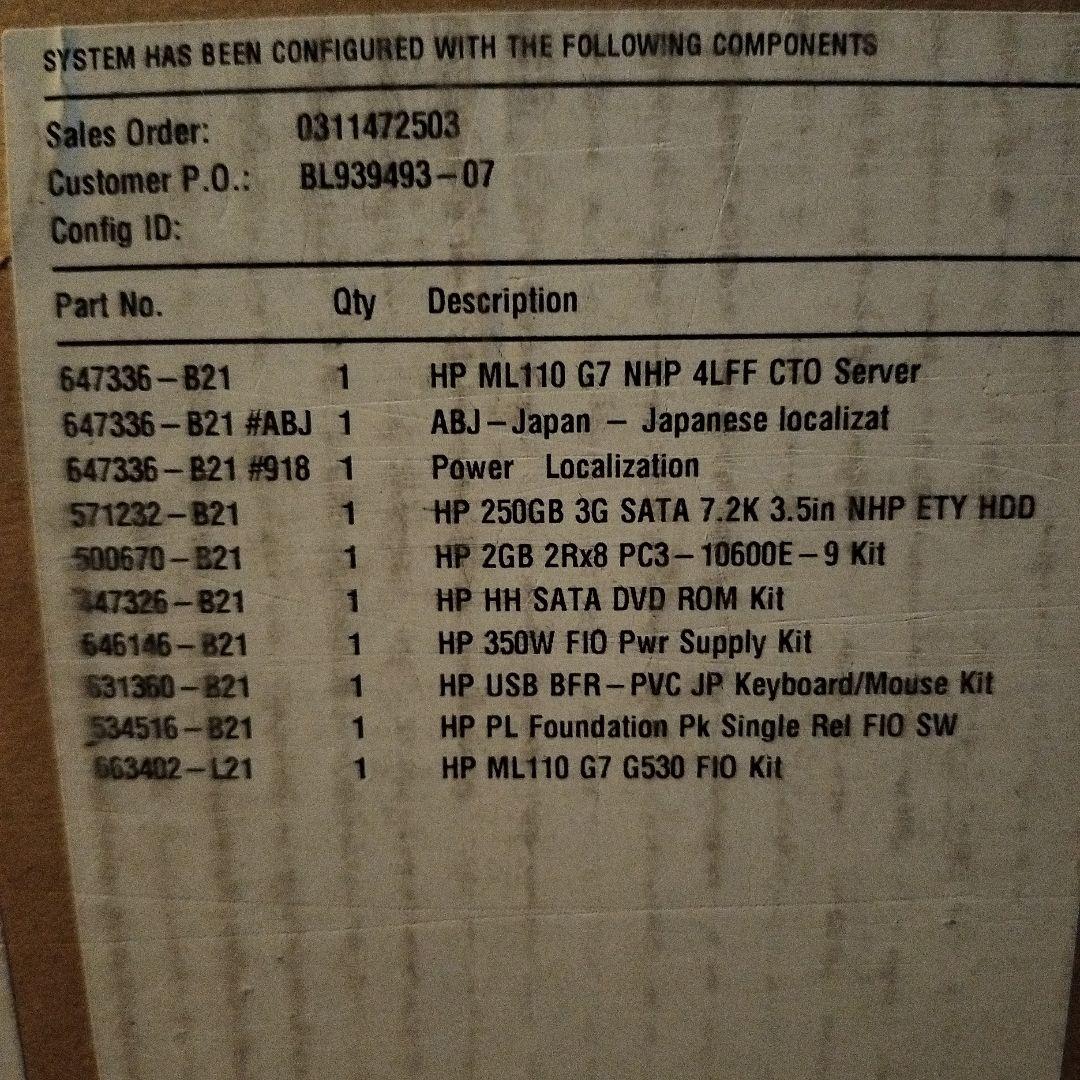 SYSTEM HAS BEEN CONFIGURED WITH THE FOLLOWING COMPONENTS
Sales Order: 0311472503
Customer P.O.: BL939493-07
Config ID:
Part No. Qty Description
647336-B21 1 HP ML110 G7 NHP 4LFF CTO Server
647336-B21 #ABJ 1 ABJ-Japan - Japanese localizat
647336-B21 #918 1 Power Localization
571232-B21 1 HP 250GB 3G SATA 7.2K 3.5in NHP ETY HDD
500670-B21 1 HP 2GB 2Rx8 PC3-10600E-9 Kit
1 HP HH SATA DVD ROM Kit
646146-B21 1 HP 350W FIO Pwr Supply Kit
631360-B21 1 HP USB BFR-PVC JP Keyboard/Mouse Kit
534516-B21 1 HP PL Foundation Pk Single Rel FIO SW
663402-L21 1 HP ML110 G7 G530 FIO Kit